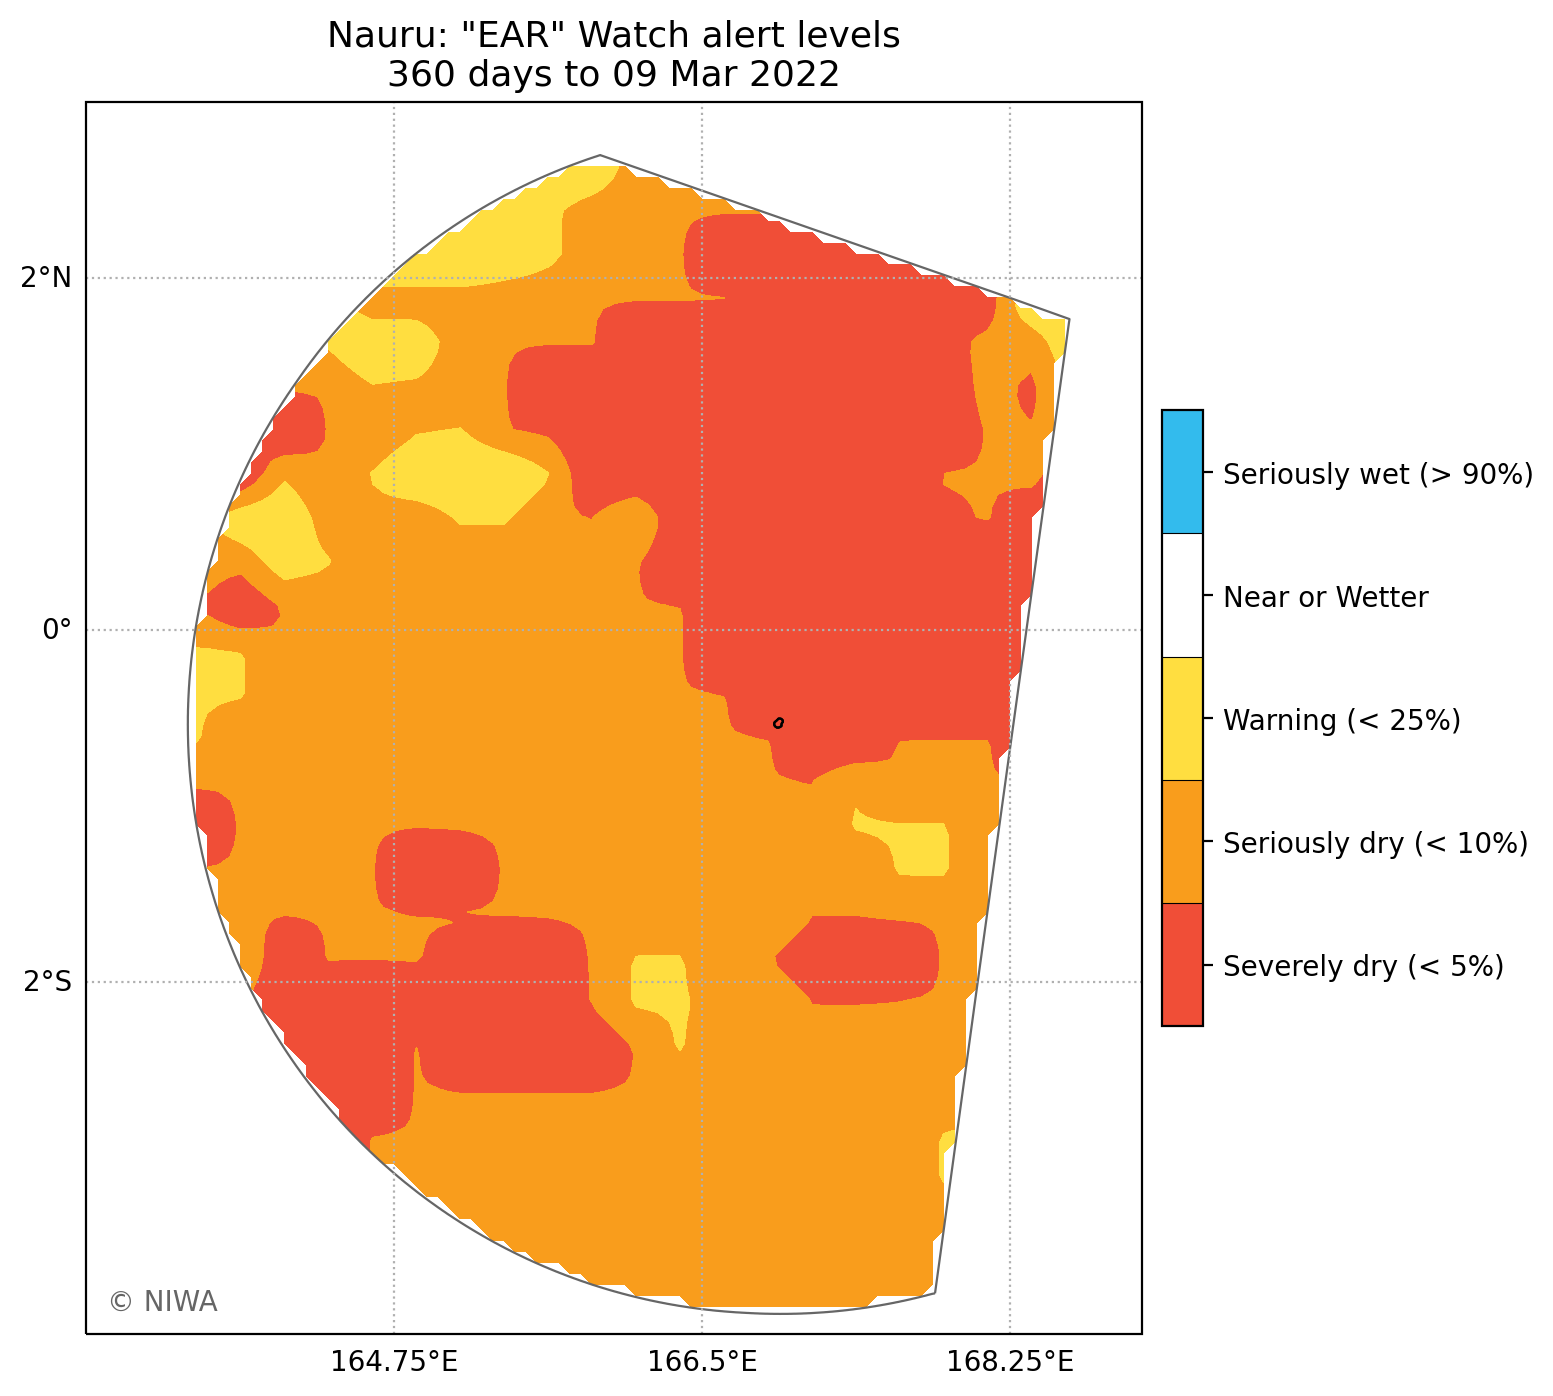 Nauru: "EAR" Watch alert levels
360 days to 09 Mar 2022
2°N
0°
2°S
164.75°E
166.5°E
168.25°E
© NIWA
Seriously wet (> 90%)
Near or Wetter
Warning (< 25%)
Seriously dry (< 10%)
Severely dry (< 5%)